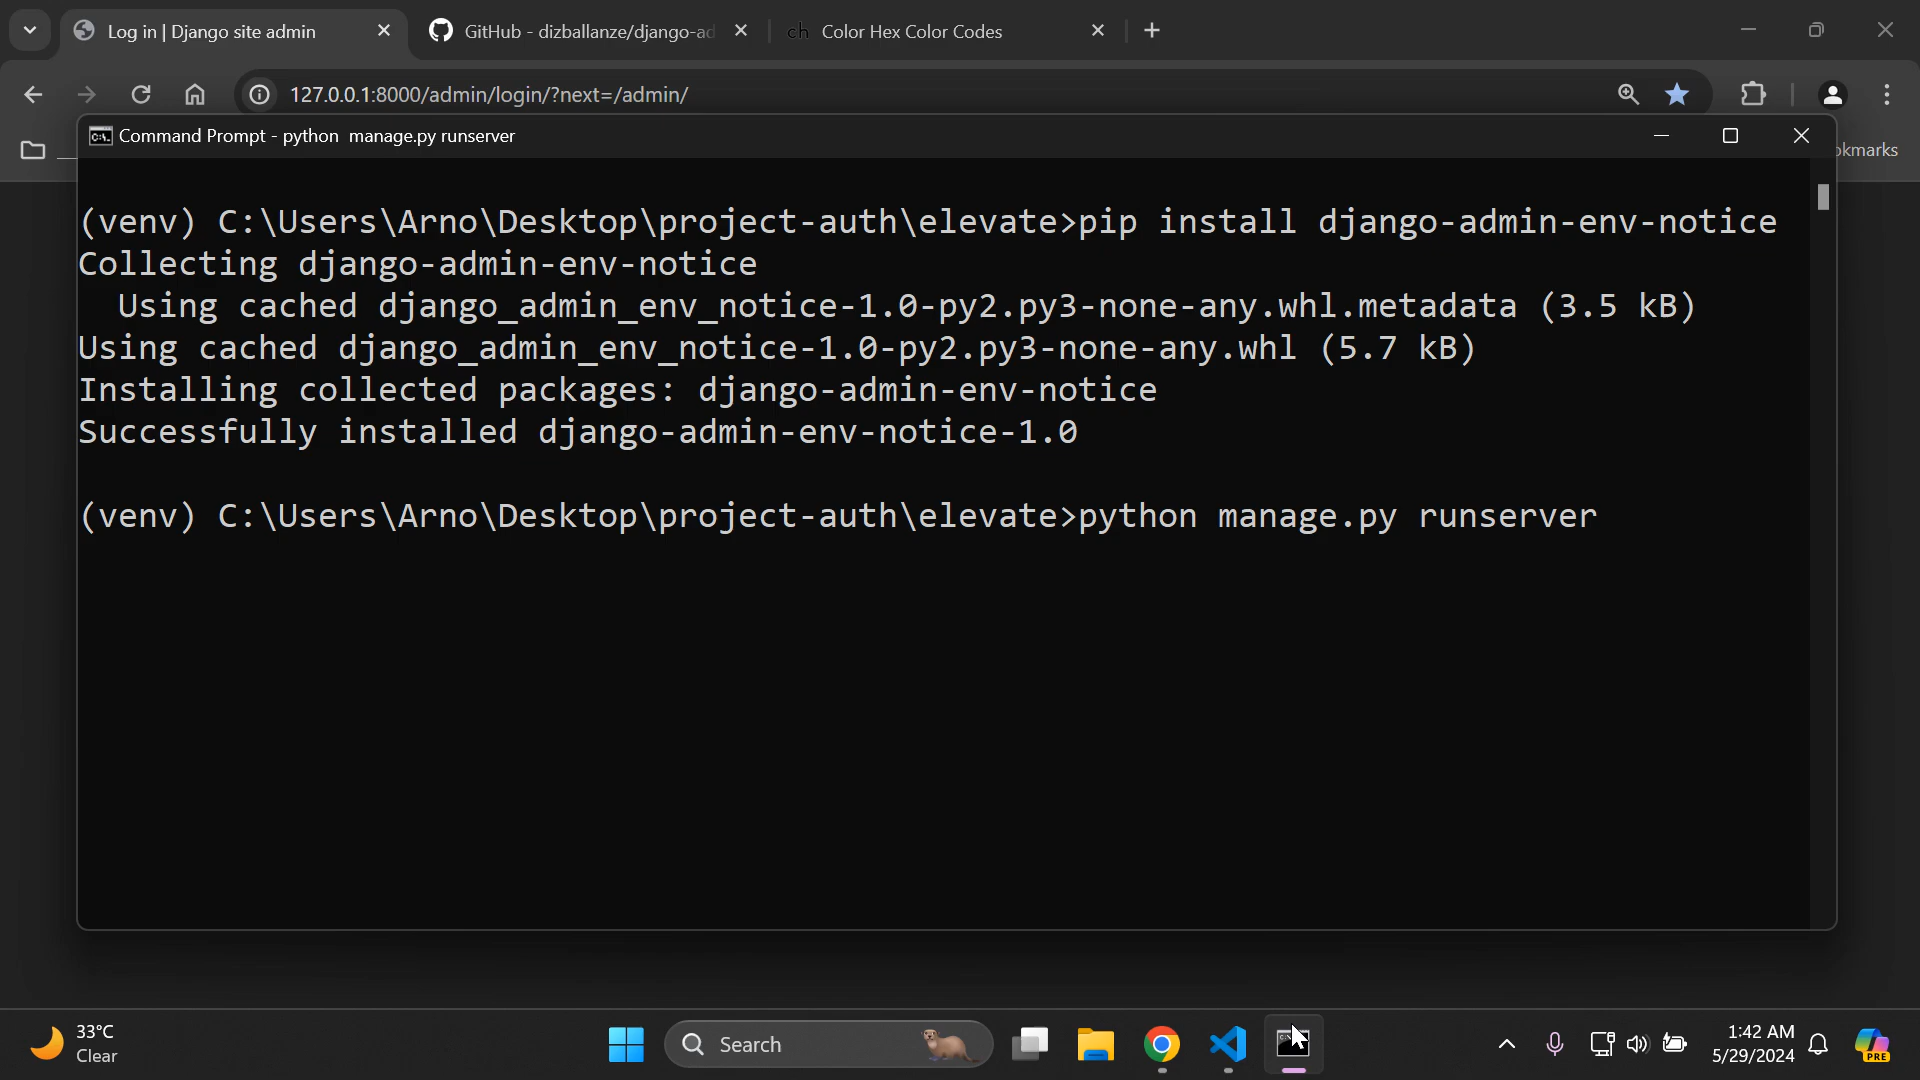 Log in | Django site admin
GitHub - dizballanze/django-ad
ch Color Hex Color Codes
127.0.0.1:8000/admin/login/?next=/admin/
Command Prompt - python  manage.py runserver
okmarks
(venv) C:\Users\Arno\Desktop\project-auth\elevate>pip install django-admin-env-notice
Collecting django-admin-env-notice
  Using cached django_admin_env_notice-1.0-py2.py3-none-any.whl.metadata (3.5 kB)
Using cached django_admin_env_notice-1.0-py2.py3-none-any.whl (5.7 kB)
Installing collected packages: django-admin-env-notice
Successfully installed django-admin-env-notice-1.0
(venv) C:\Users\Arno\Desktop\project-auth\elevate>python manage.py runserver
33°C
Clear
Search
1:42 AM
5/29/2024
PRE